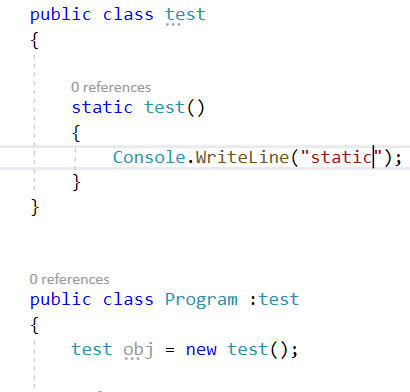 public class test
{
0 references
static test()
{
Console.WriteLine("static");
}
}
0 references
public class Program :test
{
test obj = new test();